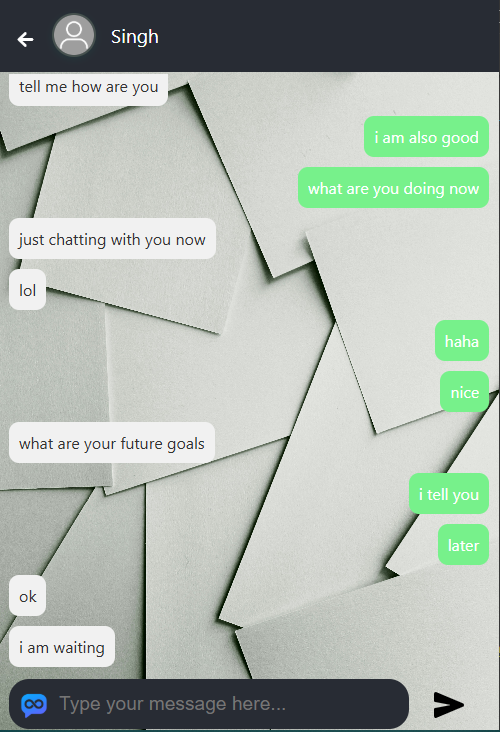 Singh
tell me how are you
i am also good
what are you doing now
just chatting with you now
lol
haha
nice
what are your future goals
i tell you
later
ok
i am waiting
Type your message here...